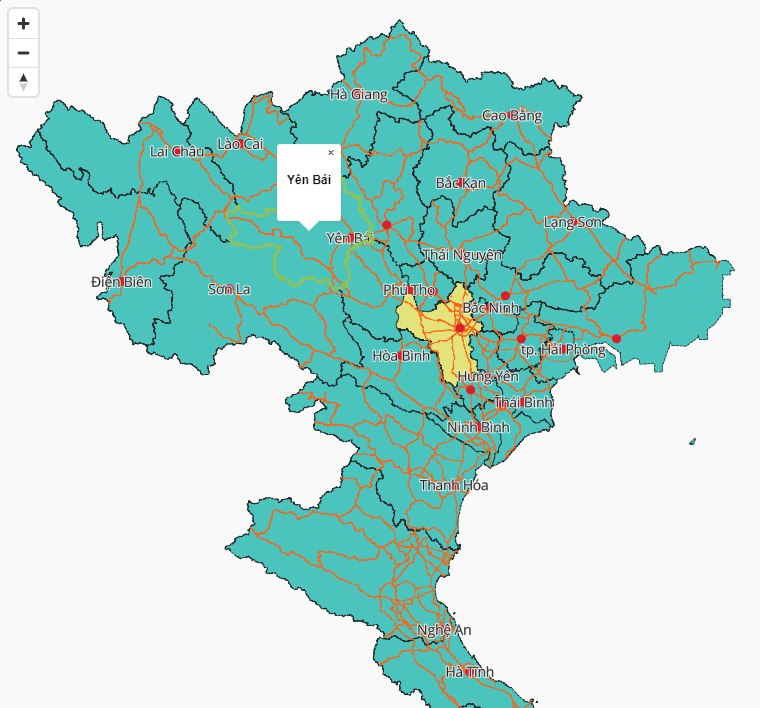 Hà Giang
Cao Bằng
Lai Châu
Lào Cai
×
Yên Bái
Bắc Kạn
Lạng Sơn
Yên Bái
Thái Nguyên
Điện Biên
Sơn La
Phú Thọ
Bắc Ninh
Hòa Bình
tp. Hải Phòng
Hưng Yên
Thái Bình
Ninh Bình
Thanh Hóa
Nghệ An
Hà Tĩnh